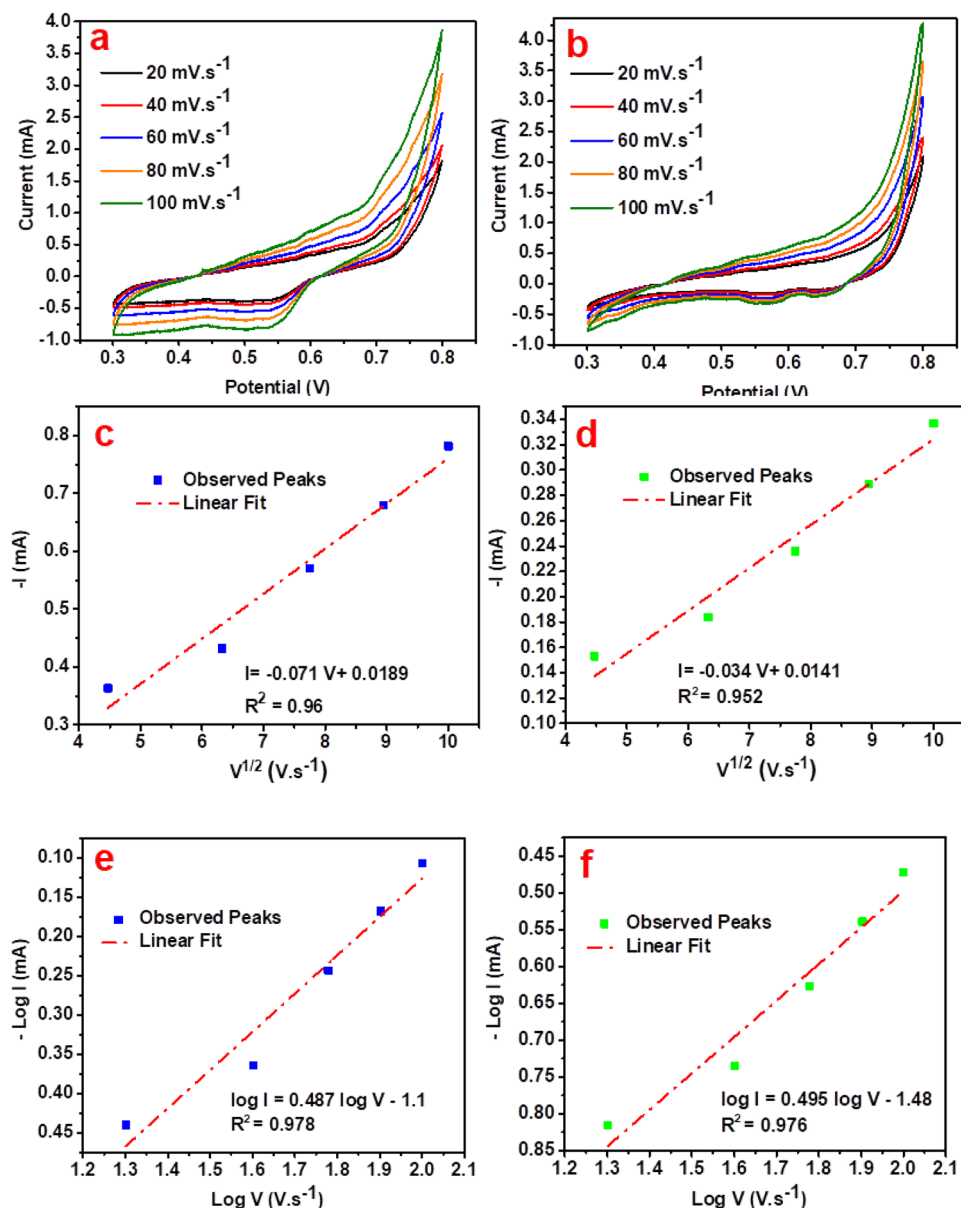 a
20 mV.s⁻¹
40 mV.s⁻¹
60 mV.s⁻¹
80 mV.s⁻¹
100 mV.s⁻¹
Current (mA)
4.0
3.5
3.0
2.5
2.0
1.5
1.0
0.5
0.0
-0.5
-1.0
0.3 0.4 0.5 0.6 0.7 0.8
Potential (V)
b
20 mV.s⁻¹
40 mV.s⁻¹
60 mV.s⁻¹
80 mV.s⁻¹
100 mV.s⁻¹
Current (mA)
4.0
3.5
3.0
2.5
2.0
1.5
1.0
0.5
0.0
-0.5
-1.0
0.3 0.4 0.5 0.6 0.7 0.8
Potential (V)
c
Observed Peaks
Linear Fit
-I (mA)
0.8
0.7
0.6
0.5
0.4
0.3
I= -0.071 V+ 0.0189
R² = 0.96
4 5 6 7 8 9 10
V¹/² (V.s⁻¹)
d
Observed Peaks
Linear Fit
-I (mA)
0.34
0.32
0.30
0.28
0.26
0.24
0.22
0.20
0.18
0.16
0.14
0.12
0.10
I= -0.034 V+ 0.0141
R²= 0.952
4 5 6 7 8 9 10
V¹/² (V.s⁻¹)
e
Observed Peaks
Linear Fit
- Log I (mA)
0.10
0.15
0.20
0.25
0.30
0.35
0.40
0.45
log I = 0.487 log V - 1.1
R² = 0.978
1.2 1.3 1.4 1.5 1.6 1.7 1.8 1.9 2.0 2.1
Log V (V.s⁻¹)
f
Observed Peaks
Linear Fit
- Log I (mA)
0.45
0.50
0.55
0.60
0.65
0.70
0.75
0.80
0.85
log I = 0.495 log V - 1.48
R² = 0.976
1.2 1.3 1.4 1.5 1.6 1.7 1.8 1.9 2.0 2.1
Log V (V.s⁻¹)